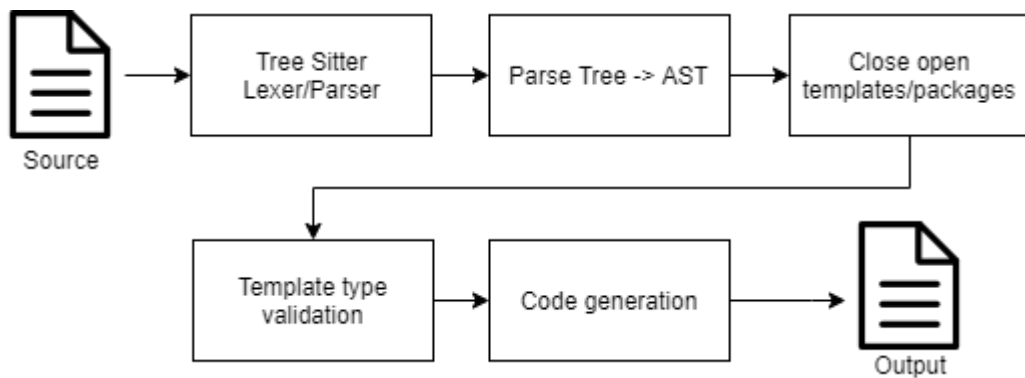 Tree Sitter
Lexer/Parser
Parse Tree -> AST
Close open
templates/packages
Source
Template type
validation
Code generation
Output